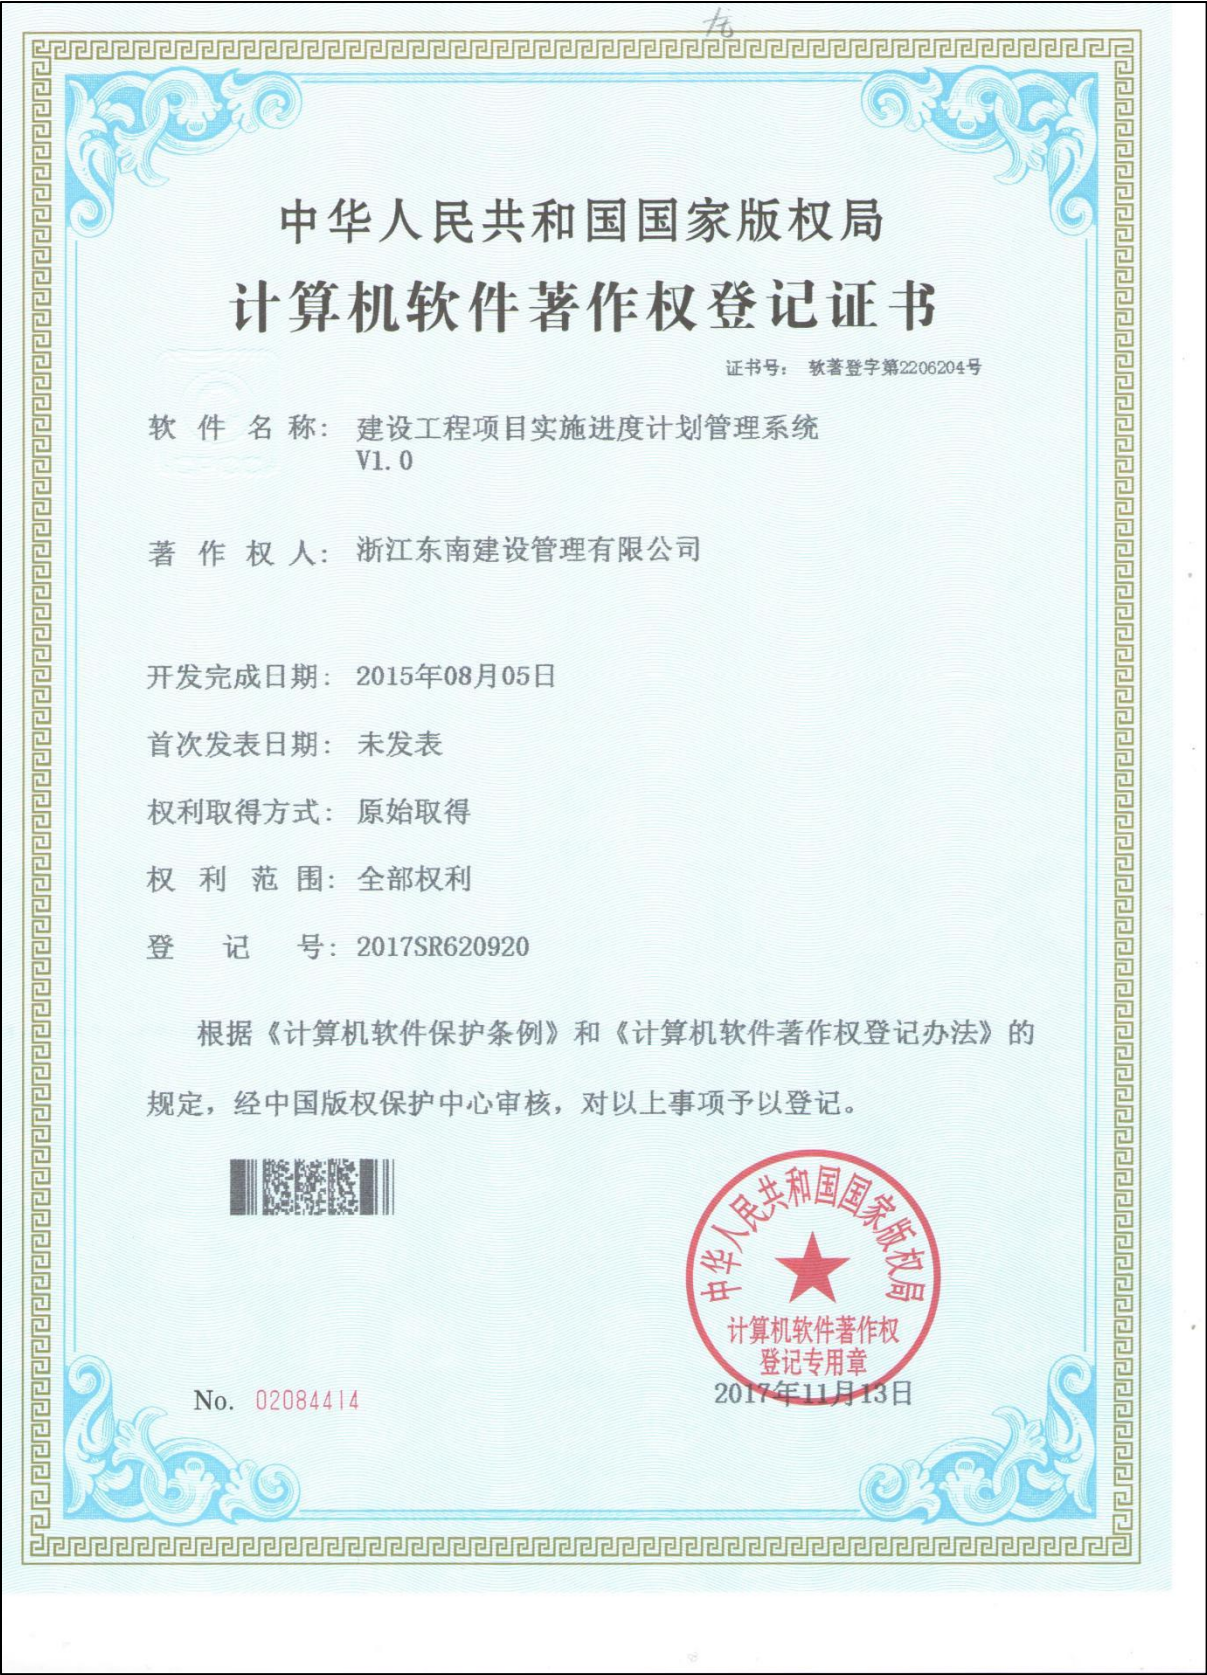 中华人民共和国国家版权局
计算机软件著作权登记证书
证书号： 软著登字第2206204号
软件名称： 建设工程项目实施进度计划管理系统
V1.0
著作权人： 浙江东南建设管理有限公司
开发完成日期： 2015年08月05日
首次发表日期： 未发表
权利取得方式： 原始取得
权利范围： 全部权利
登记号： 2017SR620920
根据《计算机软件保护条例》和《计算机软件著作权登记办法》的
规定，经中国版权保护中心审核，对以上事项予以登记。
中华人民共和国国家版权局
计算机软件著作权
登记专用章
No. 02084414
2017年11月13日